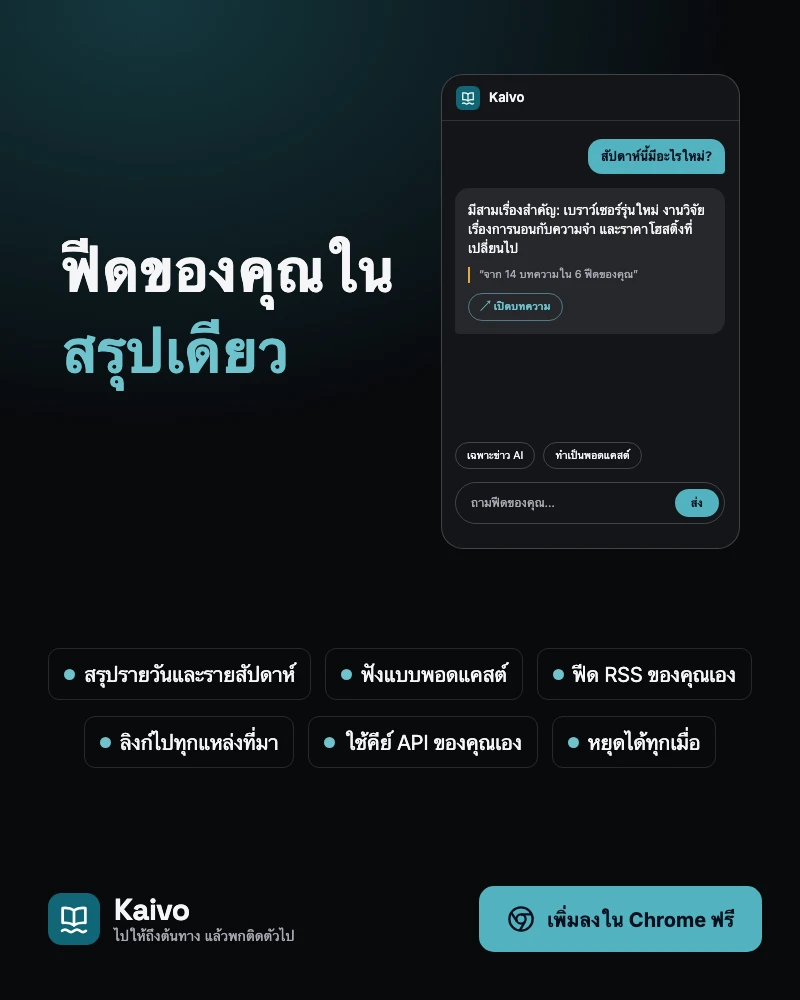 Kaivo
สัปดาห์นี้มีอะไรใหม่?
มีสามเรื่องสำคัญ: เบราว์เซอร์รุ่นใหม่ งานวิจัย
เรื่องการนอนกับความจำ และราคาโฮสติ้งที่
เปลี่ยนไป
“จาก 14 บทความใน 6 ฟีดของคุณ”
↗ เปิดบทความ
ฟีดของคุณใน
สรุปเดียว
เฉพาะข่าว AI
ทำเป็นพอดแคสต์
ถามฟีดของคุณ...
ส่ง
สรุปรายวันและรายสัปดาห์
ฟังแบบพอดแคสต์
ฟีด RSS ของคุณเอง
ลิงก์ไปทุกแหล่งที่มา
ใช้คีย์ API ของคุณเอง
หยุดได้ทุกเมื่อ
Kaivo
ไปให้ถึงต้นทาง แล้วพกติดตัวไป
เพิ่มลงใน Chrome ฟรี